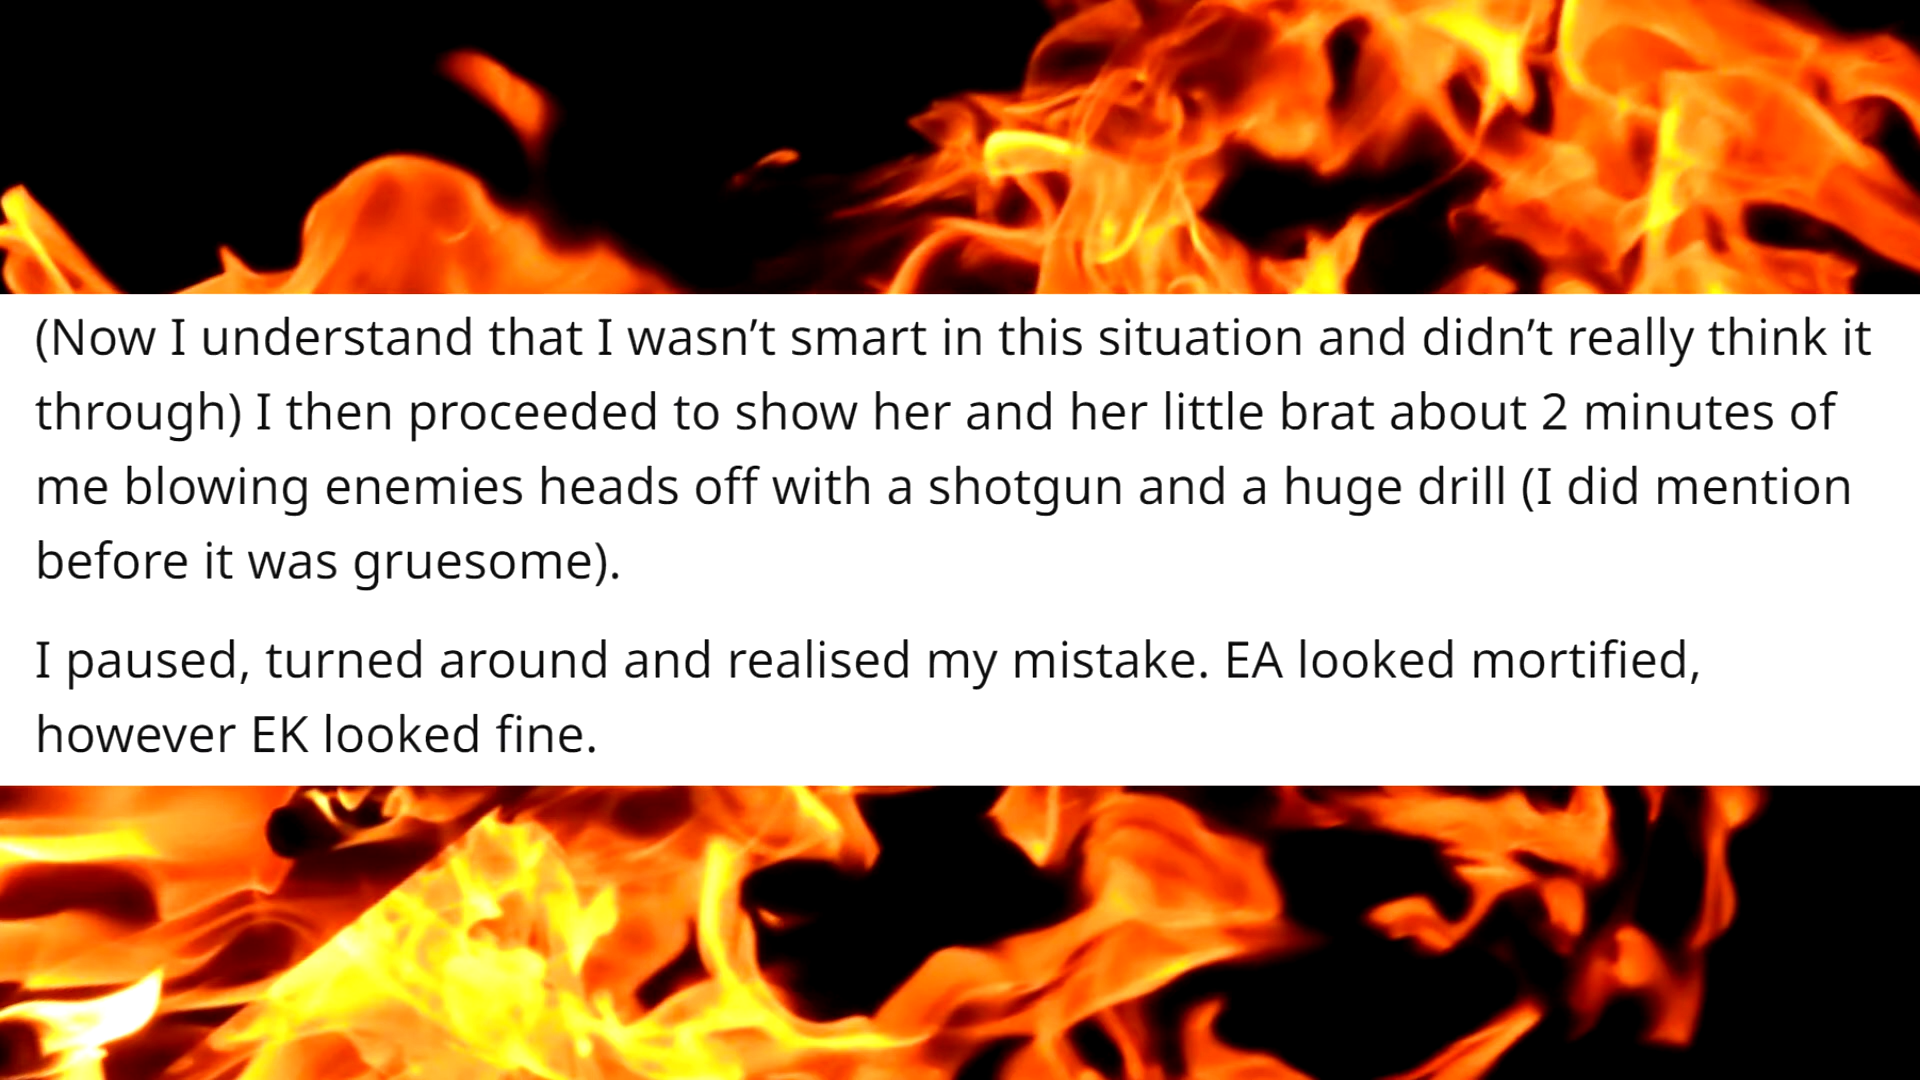 (Now I understand that I wasn’t smart in this situation and didn’t really think it
through) I then proceeded to show her and her little brat about 2 minutes of
me blowing enemies heads off with a shotgun and a huge drill (I did mention
before it was gruesome).
I paused, turned around and realised my mistake. EA looked mortified,
however EK looked fine.